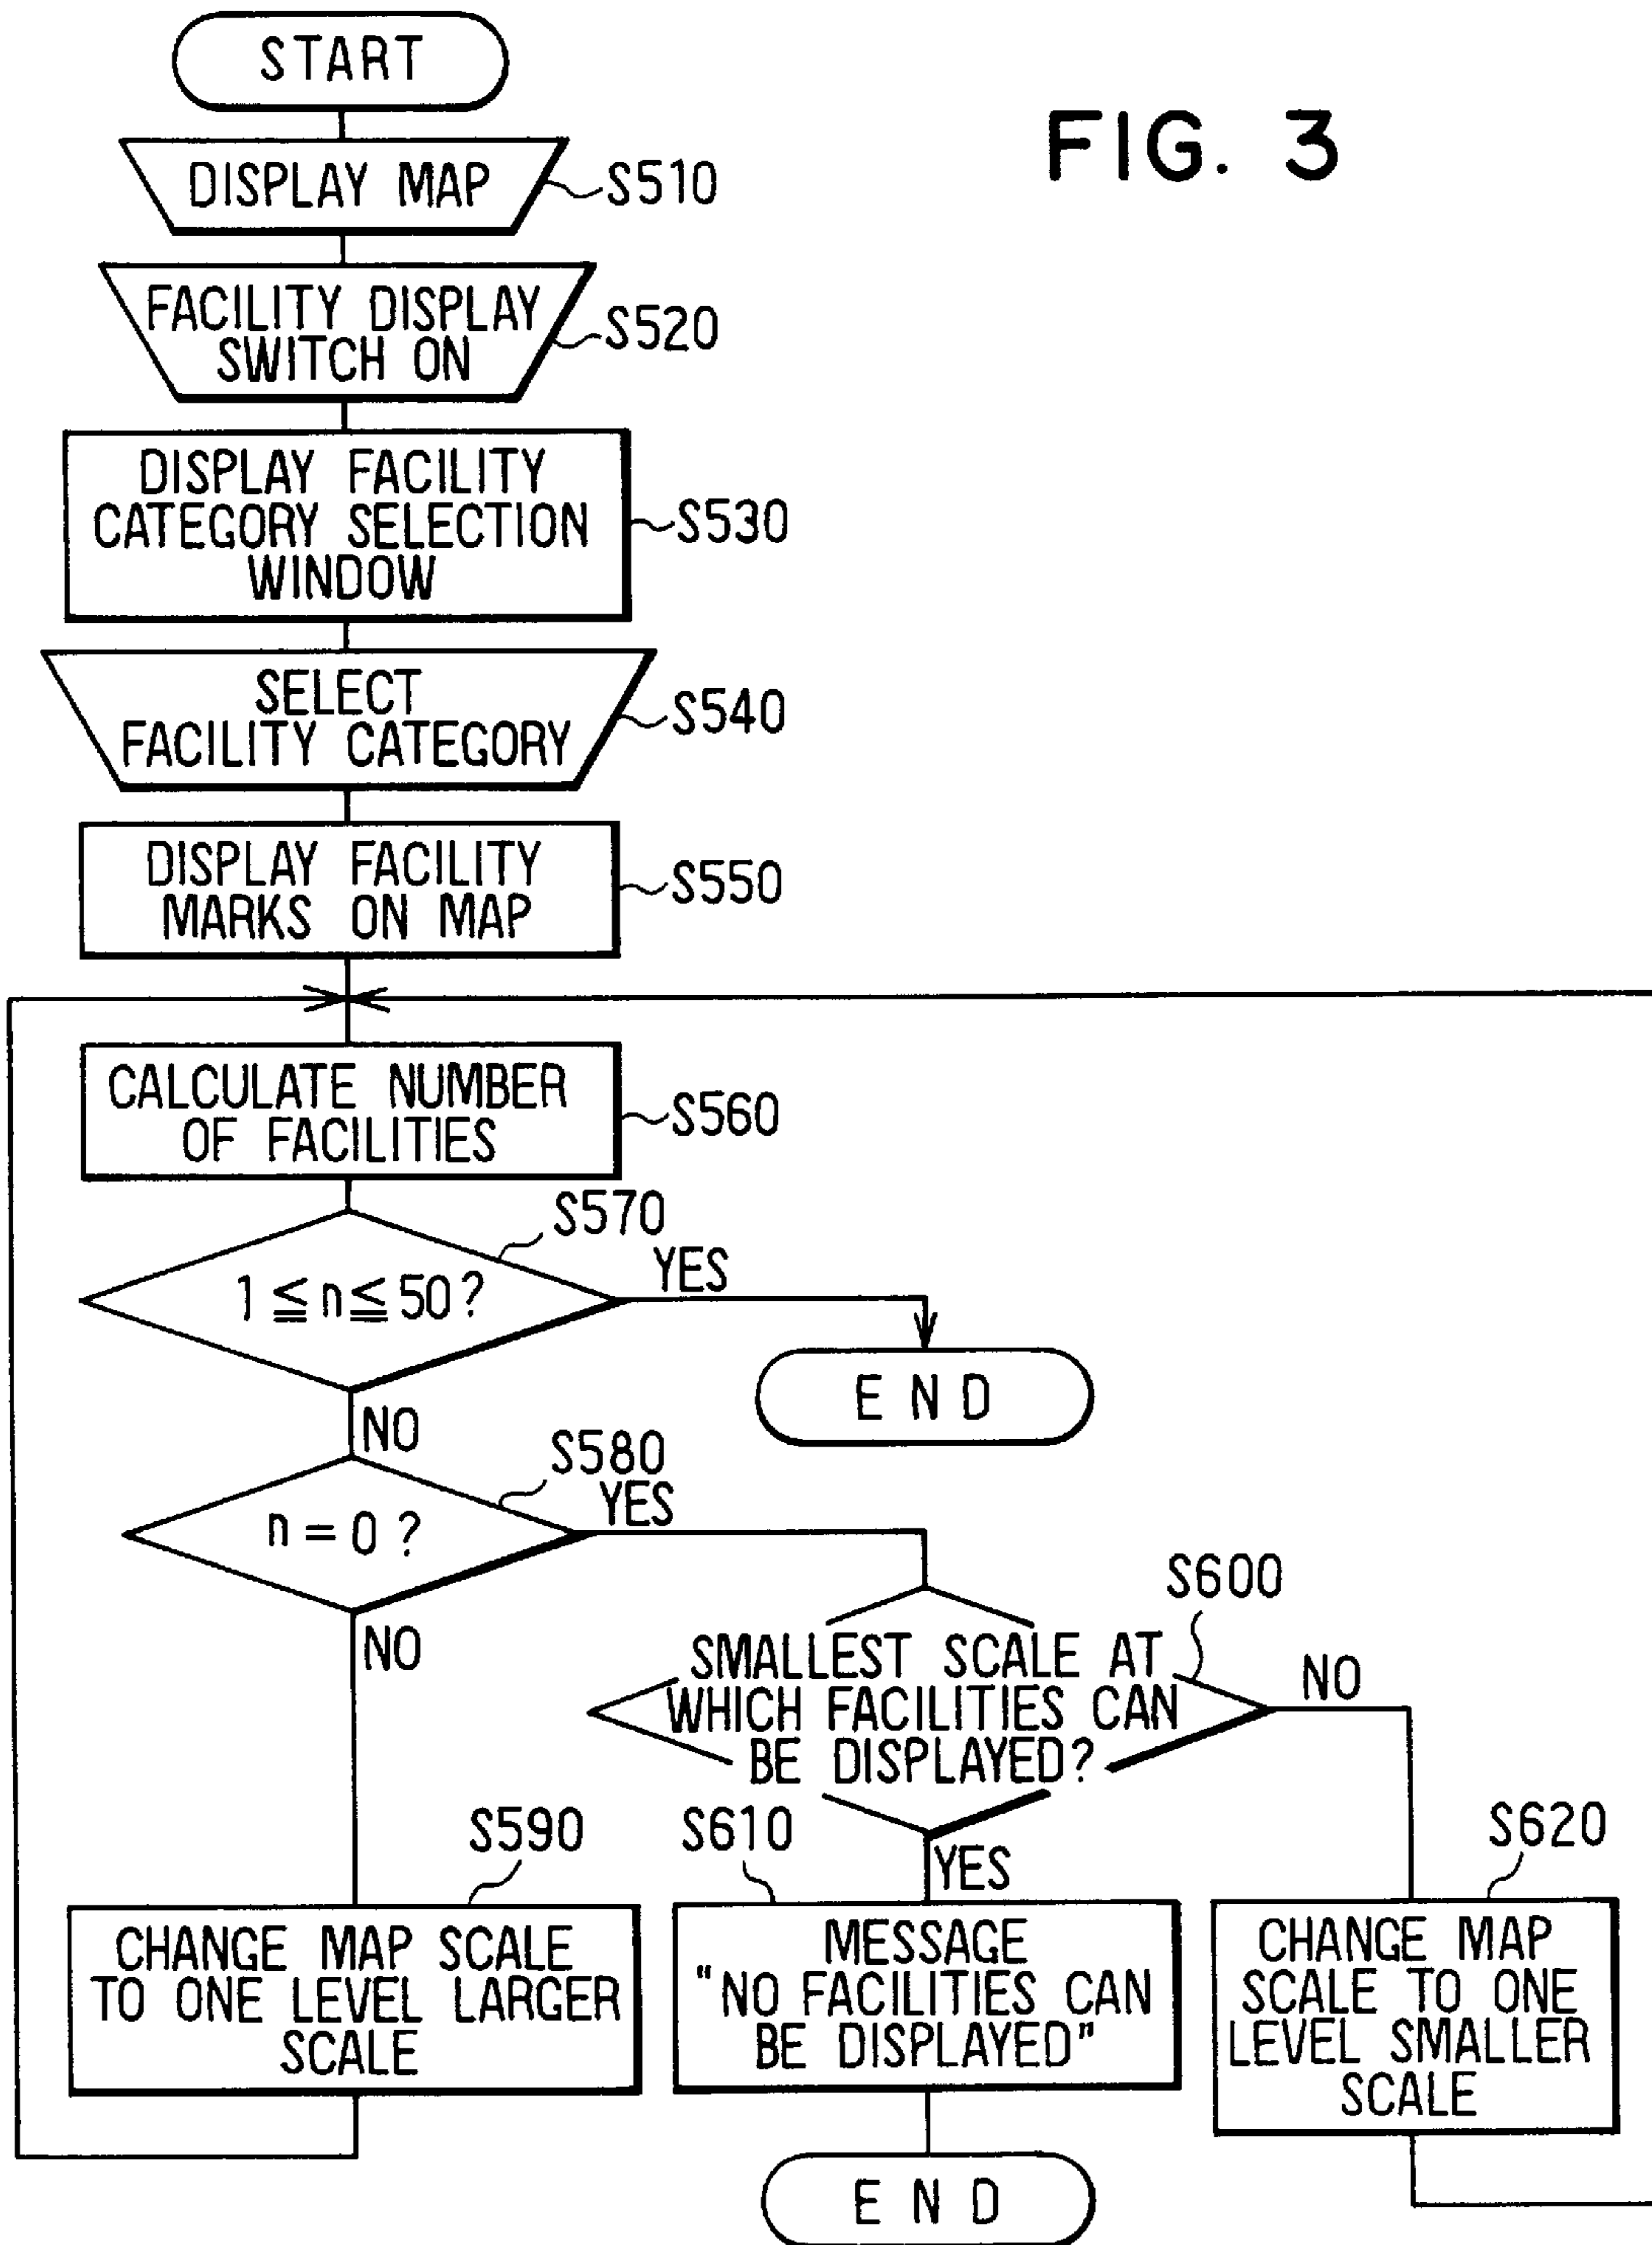 START
FIG. 3
DISPLAY MAP
S510
FACILITY DISPLAY
SWITCH ON
S520
DISPLAY FACILITY
CATEGORY SELECTION
WINDOW
S530
SELECT
FACILITY CATEGORY
S540
DISPLAY FACILITY
MARKS ON MAP
S550
CALCULATE NUMBER
OF FACILITIES
S560
S570
1 ≦ n ≦ 50 ?
YES
END
NO
S580
n = 0 ?
YES
NO
S600
SMALLEST SCALE AT
WHICH FACILITIES CAN
BE DISPLAYED?
NO
YES
S590
CHANGE MAP SCALE
TO ONE LEVEL LARGER
SCALE
S610
MESSAGE
"NO FACILITIES CAN
BE DISPLAYED"
S620
CHANGE MAP
SCALE TO ONE
LEVEL SMALLER
SCALE
END